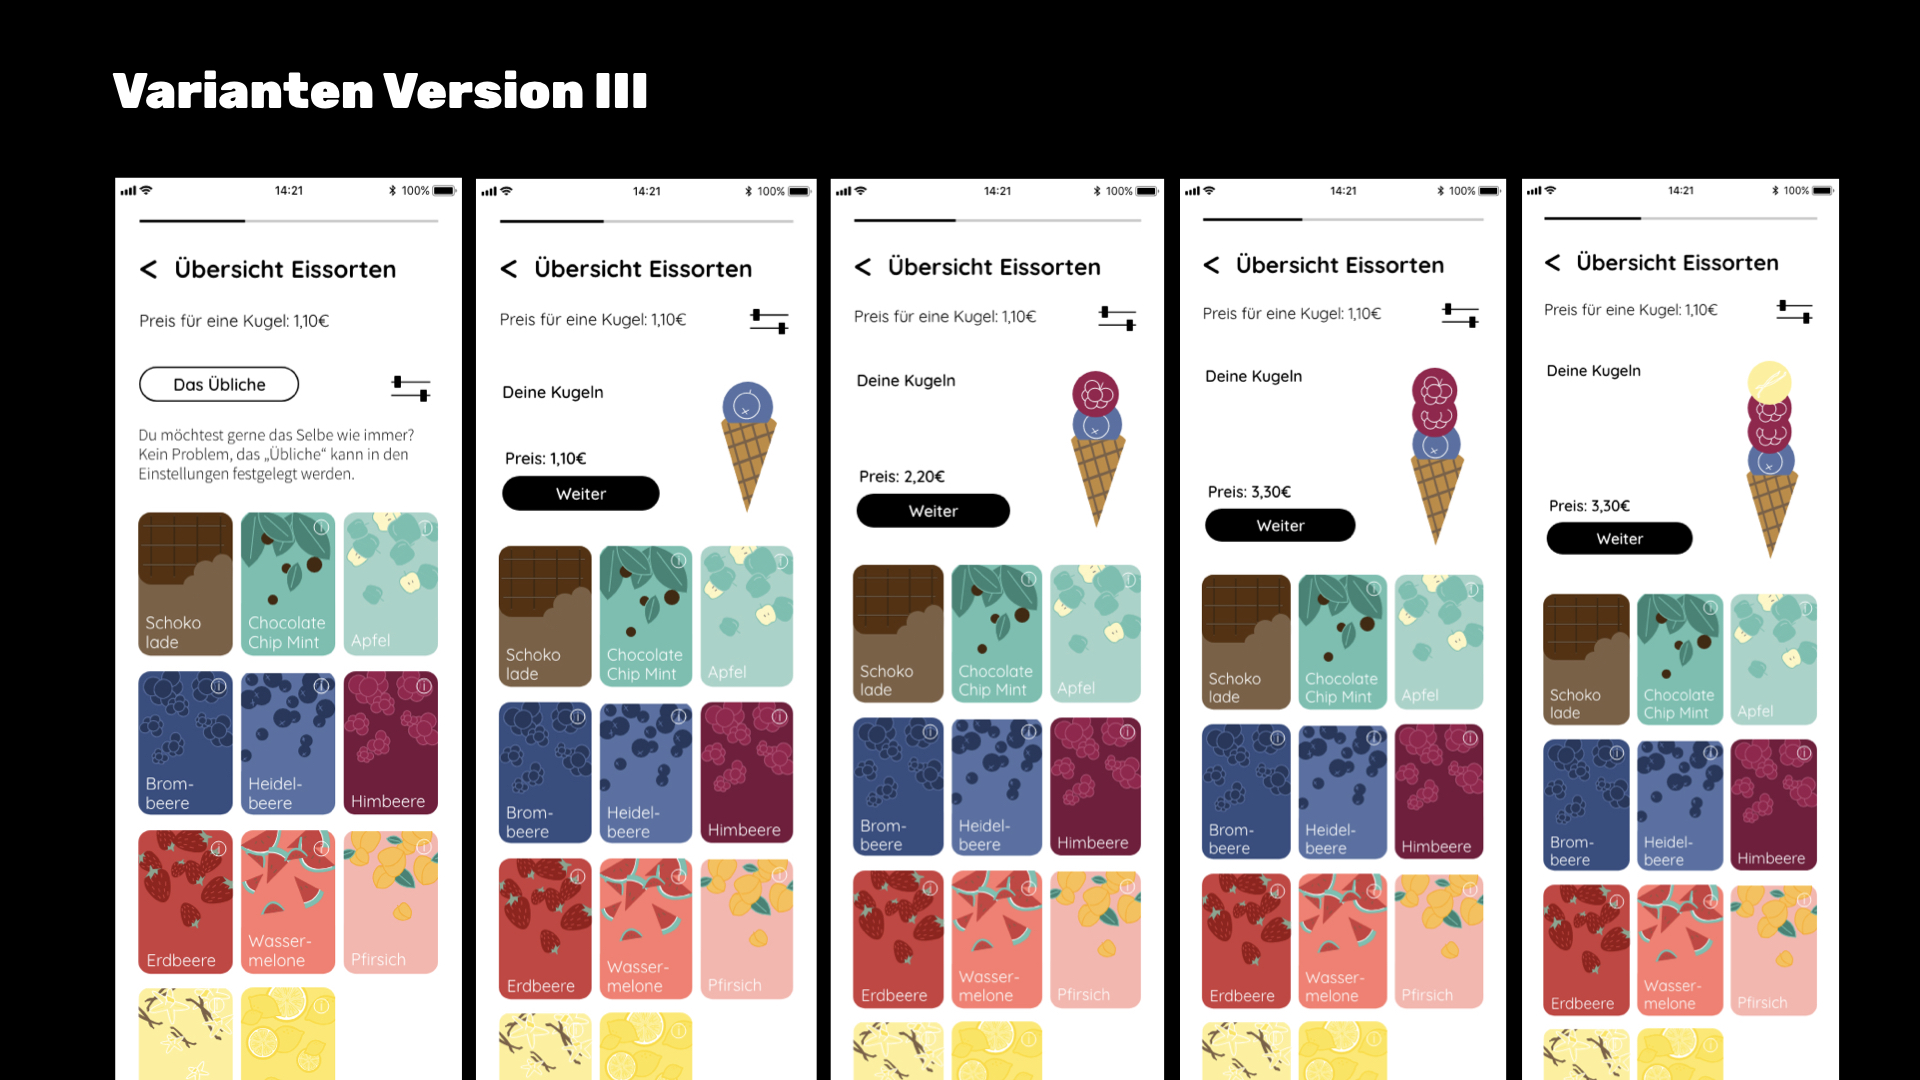 Varianten Version III
14:21
100%
Übersicht Eissorten
Preis für eine Kugel: 1,10€
Das Übliche
Du möchtest gerne das Selbe wie immer?
Kein Problem, das „Übliche“ kann in den
Einstellungen festgelegt werden.
Schoko
lade
Chocolate
Chip Mint
Apfel
Brom-
beere
Heidel-
beere
Himbeere
Erdbeere
Wasser-
melone
Pfirsich
14:21
100%
Übersicht Eissorten
Preis für eine Kugel: 1,10€
Deine Kugeln
Preis: 1,10€
Weiter
Schoko
lade
Chocolate
Chip Mint
Apfel
Brom-
beere
Heidel-
beere
Himbeere
Erdbeere
Wasser-
melone
Pfirsich
14:21
100%
Übersicht Eissorten
Preis für eine Kugel: 1,10€
Deine Kugeln
Preis: 2,20€
Weiter
Schoko
lade
Chocolate
Chip Mint
Apfel
Brom-
beere
Heidel-
beere
Himbeere
Erdbeere
Wasser-
melone
Pfirsich
14:21
100%
Übersicht Eissorten
Preis für eine Kugel: 1,10€
Deine Kugeln
Preis: 3,30€
Weiter
Schoko
lade
Chocolate
Chip Mint
Apfel
Brom-
beere
Heidel-
beere
Himbeere
Erdbeere
Wasser-
melone
Pfirsich
14:21
100%
Übersicht Eissorten
Preis für eine Kugel: 1,10€
Deine Kugeln
Preis: 3,30€
Weiter
Schoko
lade
Chocolate
Chip Mint
Apfel
Brom-
beere
Heidel-
beere
Himbeere
Erdbeere
Wasser-
melone
Pfirsich